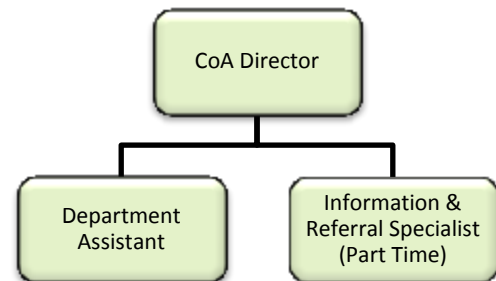 CoA Director
Department
Assistant
Information &
Referral Specialist
(Part Time)